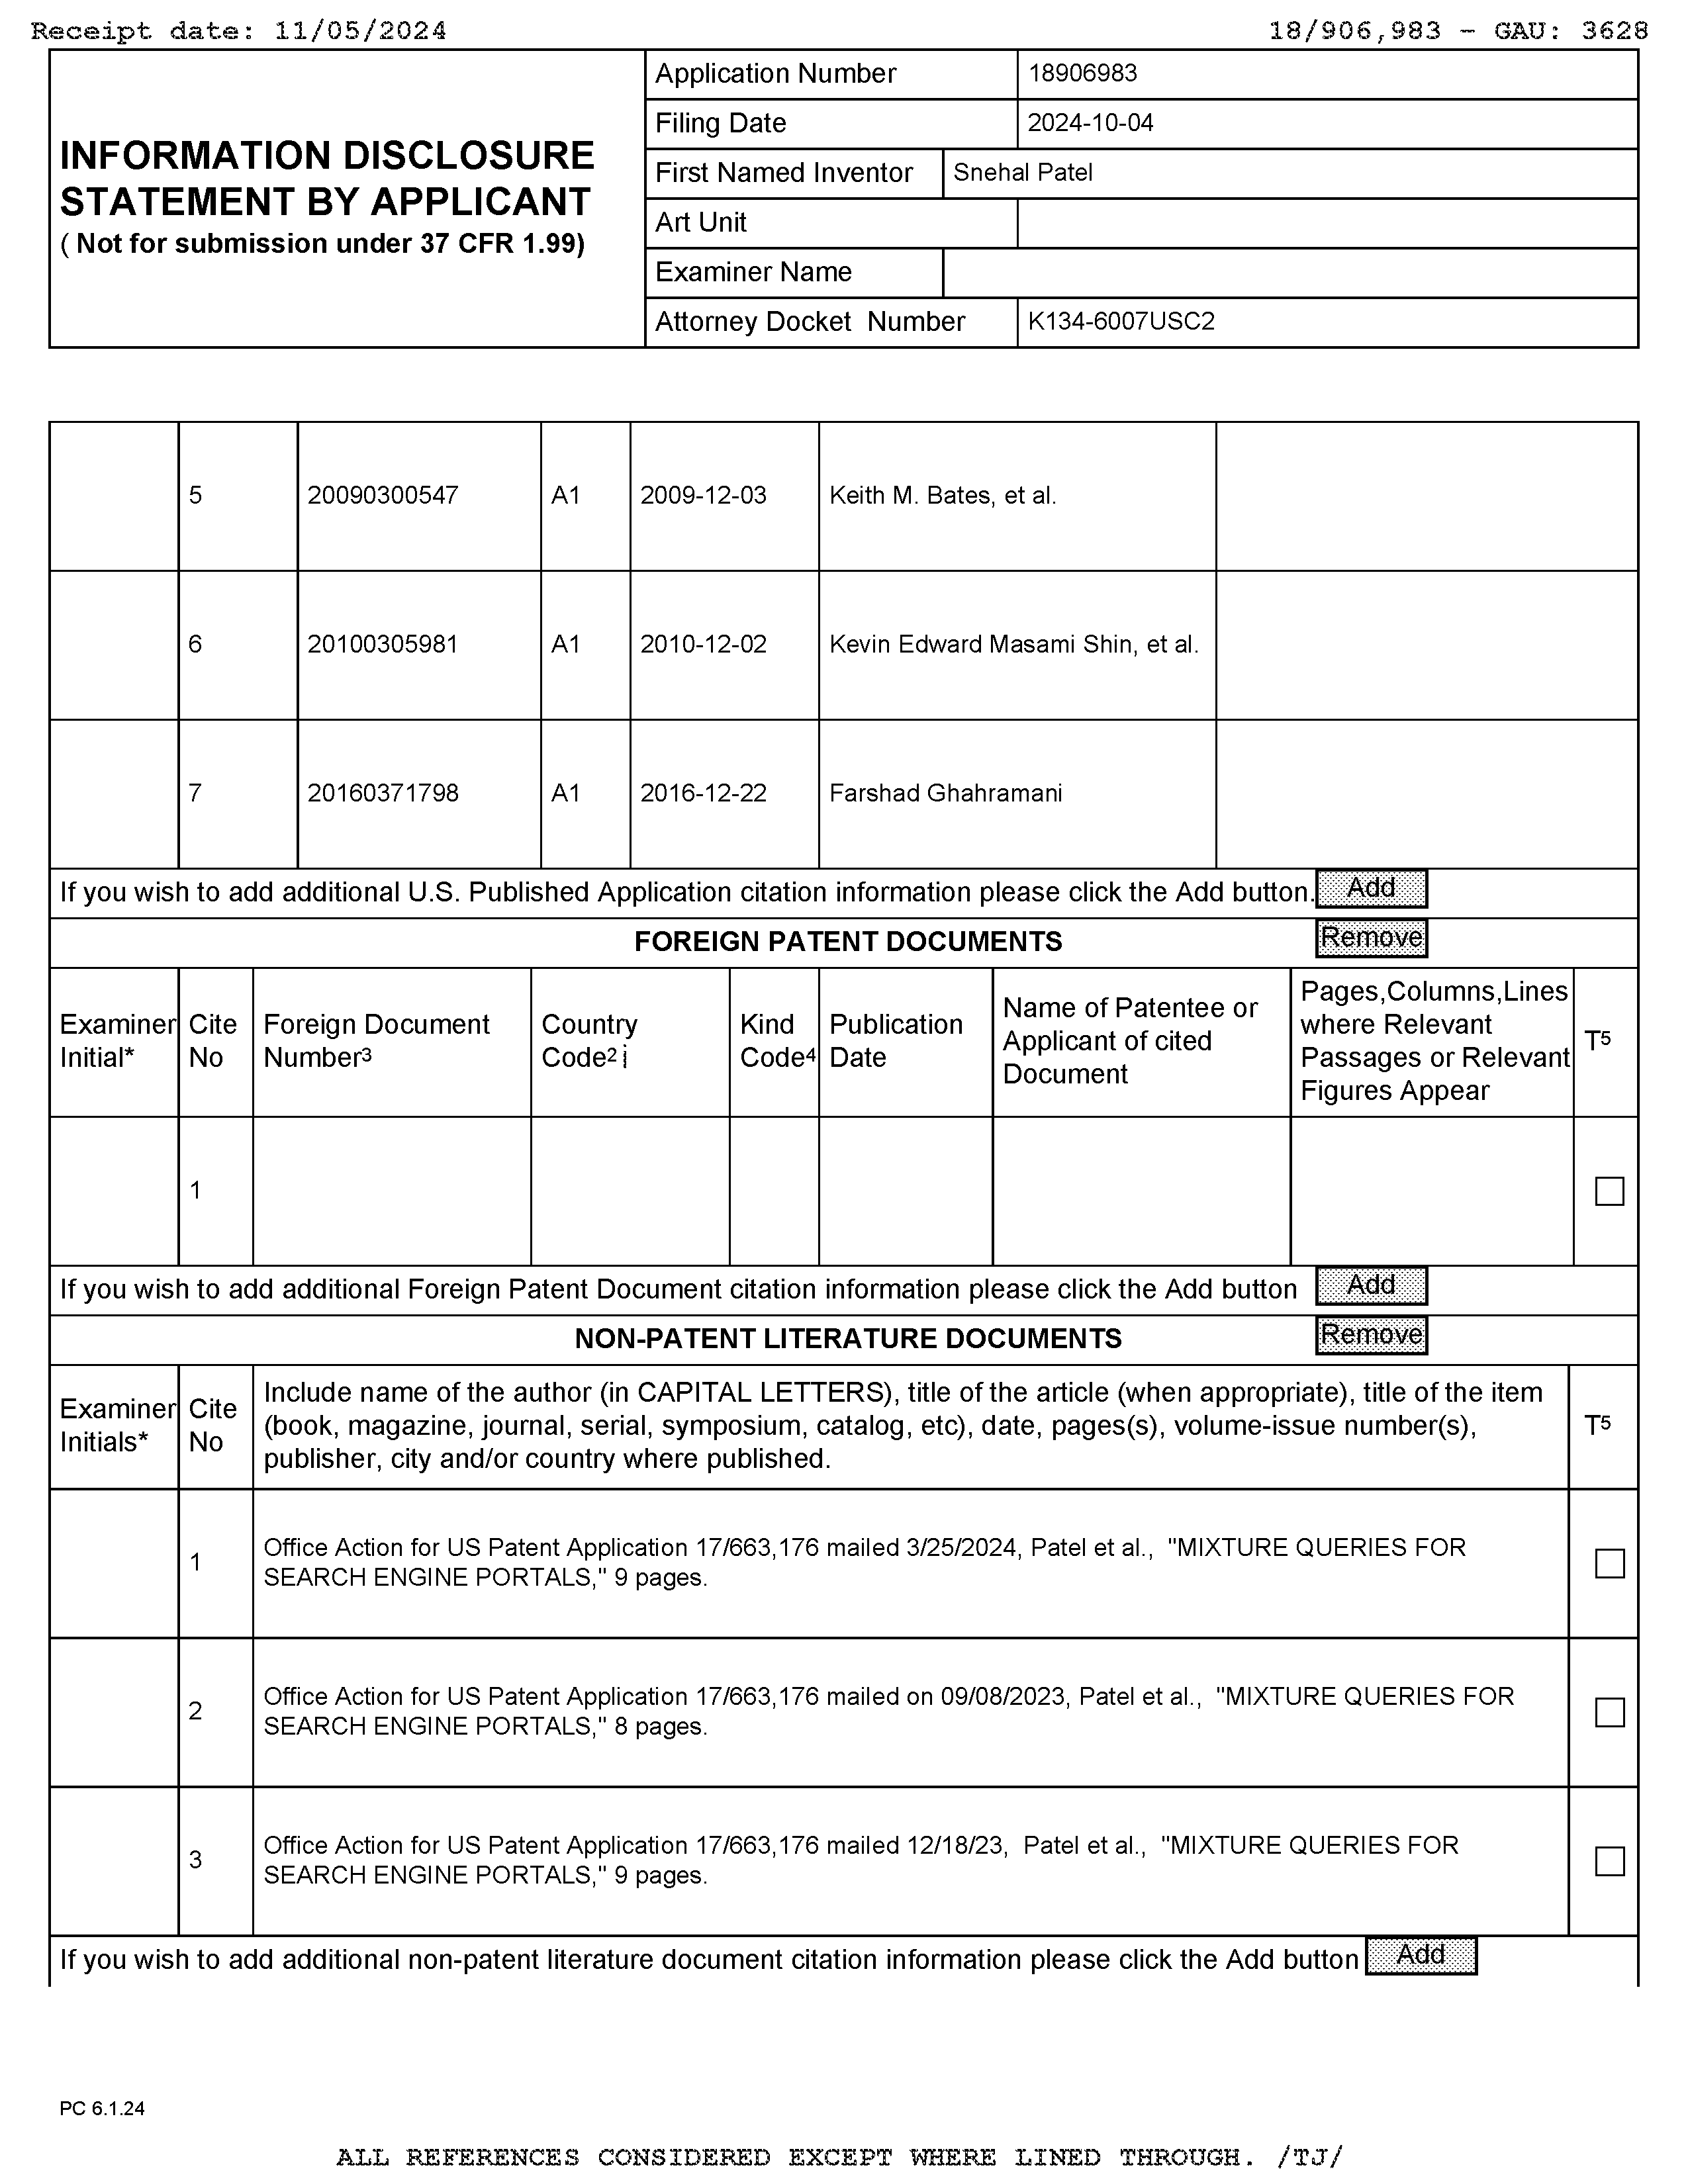 Receipt date: 11/05/2024 18/906,983 - GAU: 3628
INFORMATION DISCLOSURE
STATEMENT BY APPLICANT
( Not for submission under 37 CFR 1.99)
Application Number 18906983
Filing Date 2024-10-04
First Named Inventor Snehal Patel
Art Unit
Examiner Name
Attorney Docket Number K134-6007USC2
5 20090300547 A1 2009-12-03 Keith M. Bates, et al.
6 20100305981 A1 2010-12-02 Kevin Edward Masami Shin, et al.
7 20160371798 A1 2016-12-22 Farshad Ghahramani
If you wish to add additional U.S. Published Application citation information please click the Add button. Add
FOREIGN PATENT DOCUMENTS Remove
Examiner
Initial*
Cite
No
Foreign Document
Number3
Country
Code2 i
Kind
Code4
Publication
Date
Name of Patentee or
Applicant of cited
Document
Pages,Columns,Lines
where Relevant
Passages or Relevant
Figures Appear
T5
1
If you wish to add additional Foreign Patent Document citation information please click the Add button Add
NON-PATENT LITERATURE DOCUMENTS Remove
Examiner
Initials*
Cite
No
Include name of the author (in CAPITAL LETTERS), title of the article (when appropriate), title of the item
(book, magazine, journal, serial, symposium, catalog, etc), date, pages(s), volume-issue number(s),
publisher, city and/or country where published.
T5
1
Office Action for US Patent Application 17/663,176 mailed 3/25/2024, Patel et al., "MIXTURE QUERIES FOR
SEARCH ENGINE PORTALS," 9 pages.
2
Office Action for US Patent Application 17/663,176 mailed on 09/08/2023, Patel et al., "MIXTURE QUERIES FOR
SEARCH ENGINE PORTALS," 8 pages.
3
Office Action for US Patent Application 17/663,176 mailed 12/18/23, Patel et al., "MIXTURE QUERIES FOR
SEARCH ENGINE PORTALS," 9 pages.
If you wish to add additional non-patent literature document citation information please click the Add button Add
PC 6.1.24
ALL REFERENCES CONSIDERED EXCEPT WHERE LINED THROUGH. /TJ/